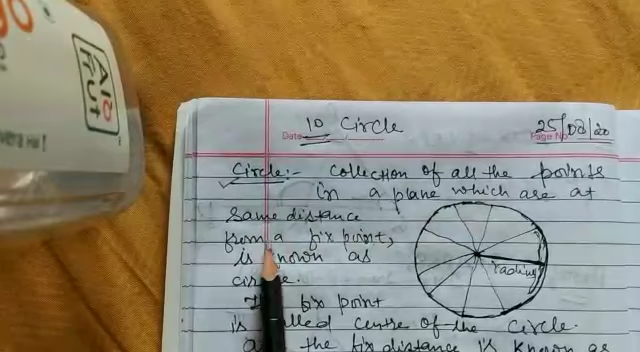 Alo
Frut
Date 10 Circle
Page No 25/08/20
Circle:- Collection of all the points
in a plane which are at
same distance
from a fix point,
is known as
radius
fix point
is called centre of the circle.
the fix distance is known as